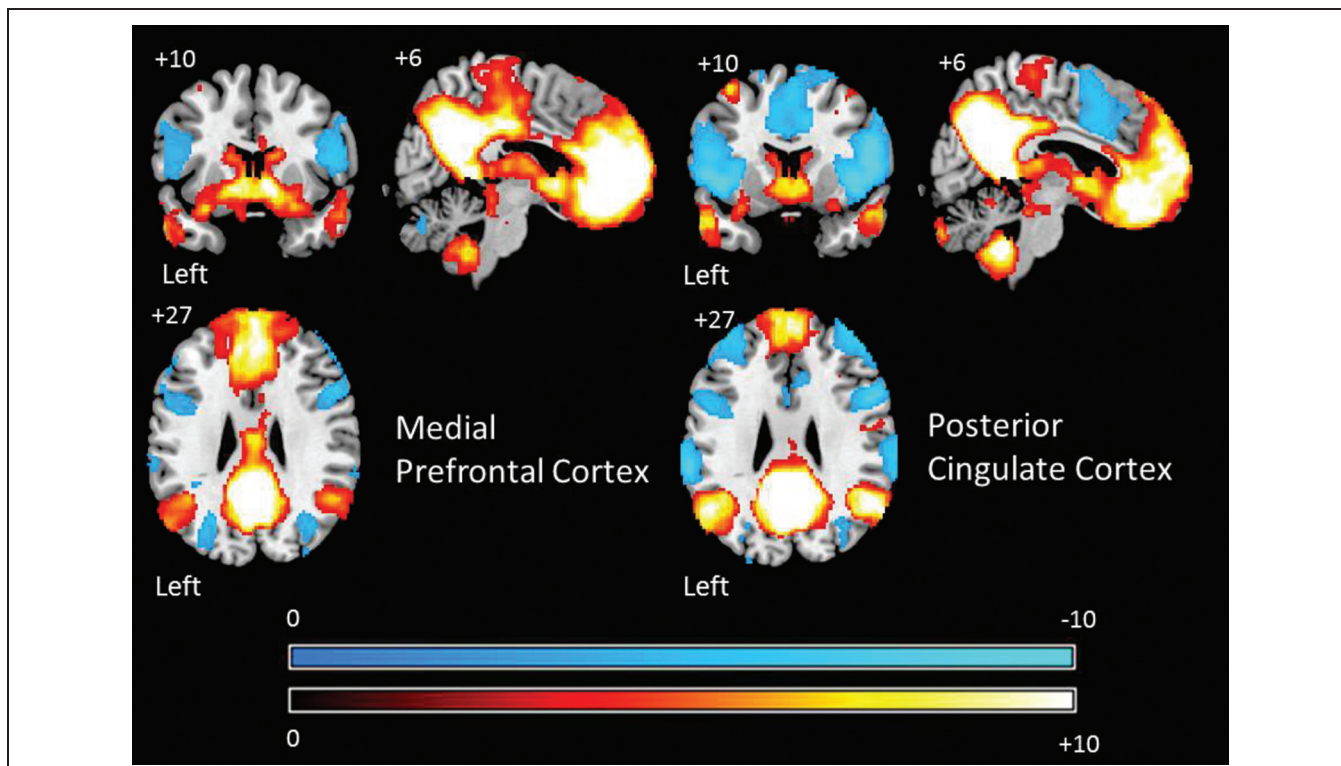 +10
+6
+10
+6
Left
Left
+27
+27
Medial
Prefrontal Cortex
Posterior
Cingulate Cortex
Left
Left
0
-10
0
+10